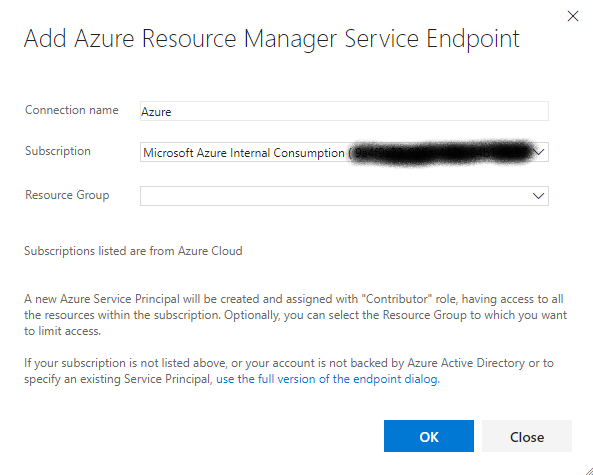 Add Azure Resource Manager Service Endpoint
Connection name Azure
Subscription Microsoft Azure Internal Consumption (
Resource Group
Subscriptions listed are from Azure Cloud
A new Azure Service Principal will be created and assigned with "Contributor" role, having access to all
the resources within the subscription. Optionally, you can select the Resource Group to which you want
to limit access.
If your subscription is not listed above, or your account is not backed by Azure Active Directory or to
specify an existing Service Principal, use the full version of the endpoint dialog.
OK Close